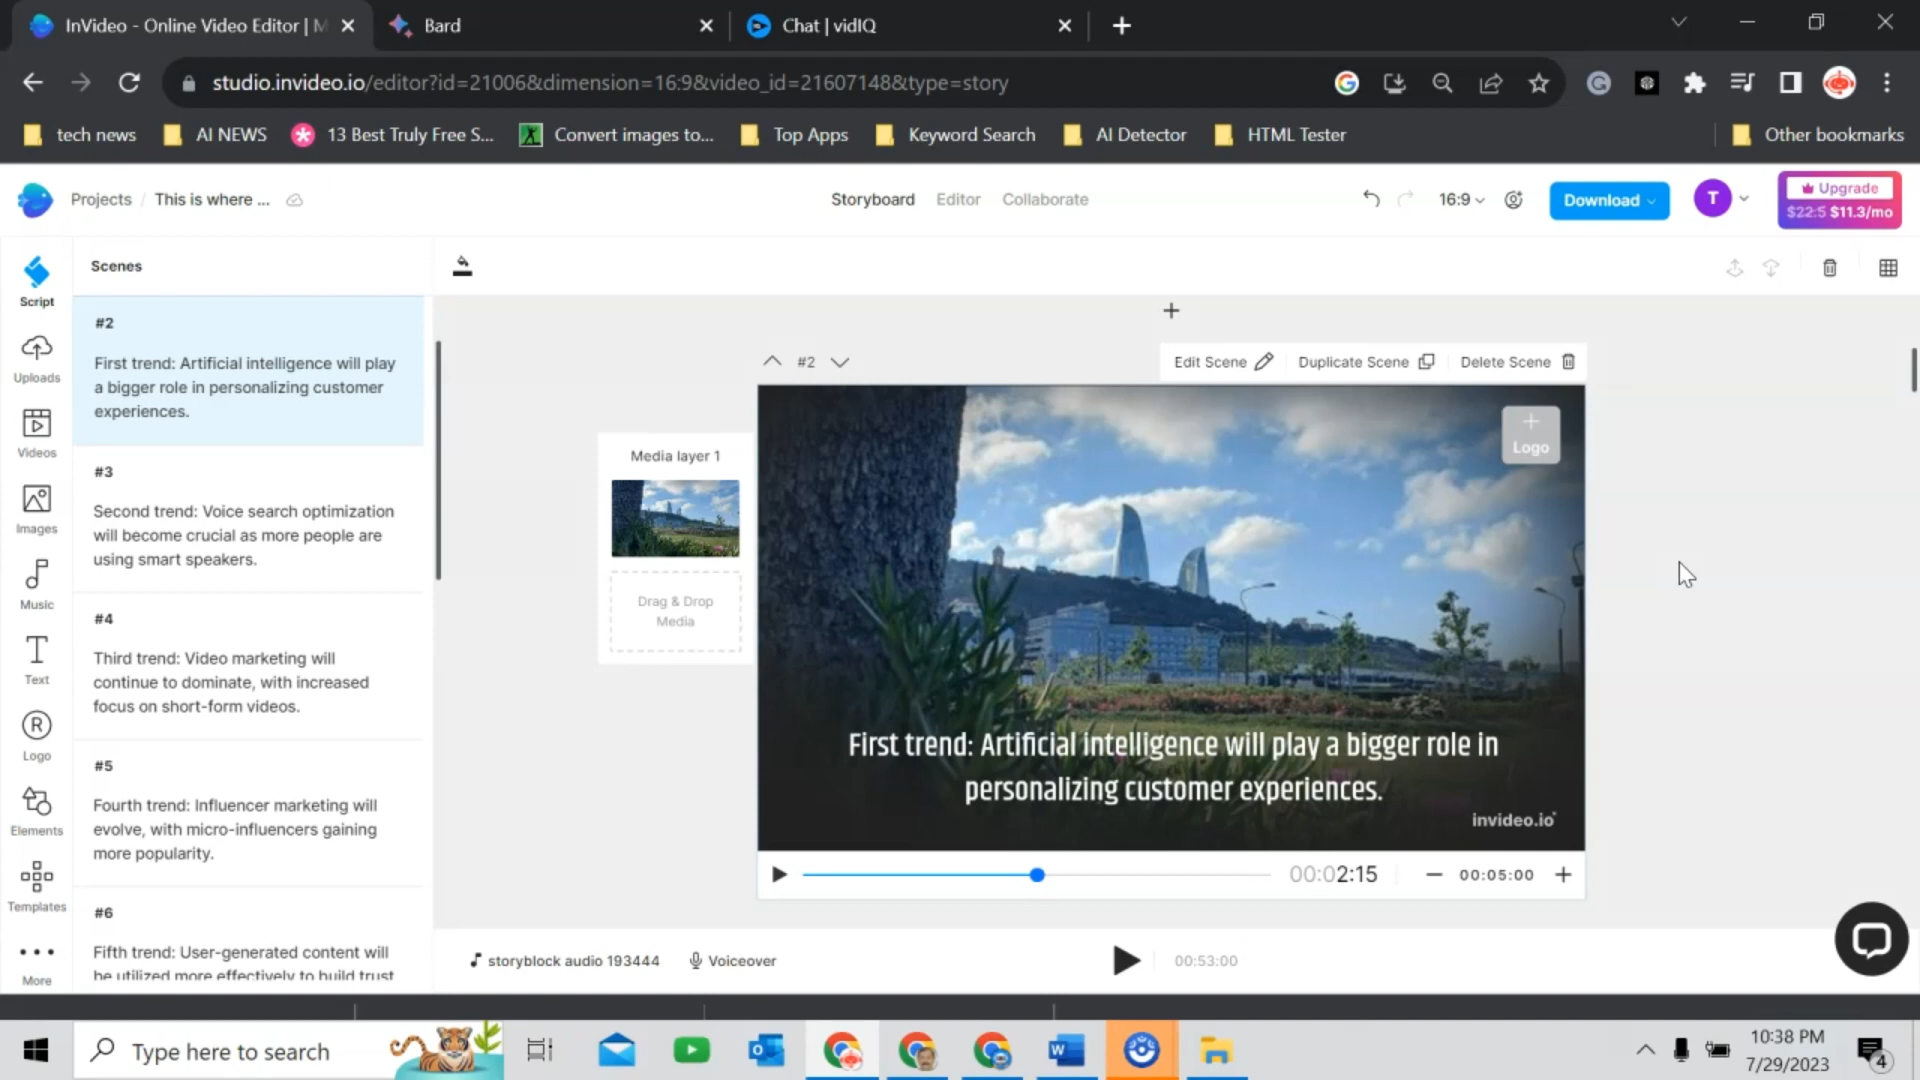 InVideo - Online Video Editor | M
Bard
Chat | vidIQ
studio.invideo.io/editor?id=21006&dimension=16:9&video_id=21607148&type=story
tech news
AI NEWS
13 Best Truly Free S...
Convert images to...
Top Apps
Keyword Search
AI Detector
HTML Tester
Other bookmarks
Projects / This is where ...
Storyboard
Editor
Collaborate
16:9
Download
T
Upgrade
$22.5 $11.3/mo
Script
Uploads
Videos
Images
Music
Text
Logo
Elements
Templates
More
Scenes
#2
First trend: Artificial intelligence will play
a bigger role in personalizing customer
experiences.
#3
Second trend: Voice search optimization
will become crucial as more people are
using smart speakers.
#4
Third trend: Video marketing will
continue to dominate, with increased
focus on short-form videos.
#5
Fourth trend: Influencer marketing will
evolve, with micro-influencers gaining
more popularity.
#6
Fifth trend: User-generated content will
be utilized more effectively to build trust
#2
Edit Scene
Duplicate Scene
Delete Scene
Media layer 1
Drag & Drop
Media
+
Logo
First trend: Artificial intelligence will play a bigger role in
personalizing customer experiences.
invideo.io
00:02:15
00:05:00
storyblock audio 193444
Voiceover
00:53:00
Type here to search
10:38 PM
7/29/2023
4